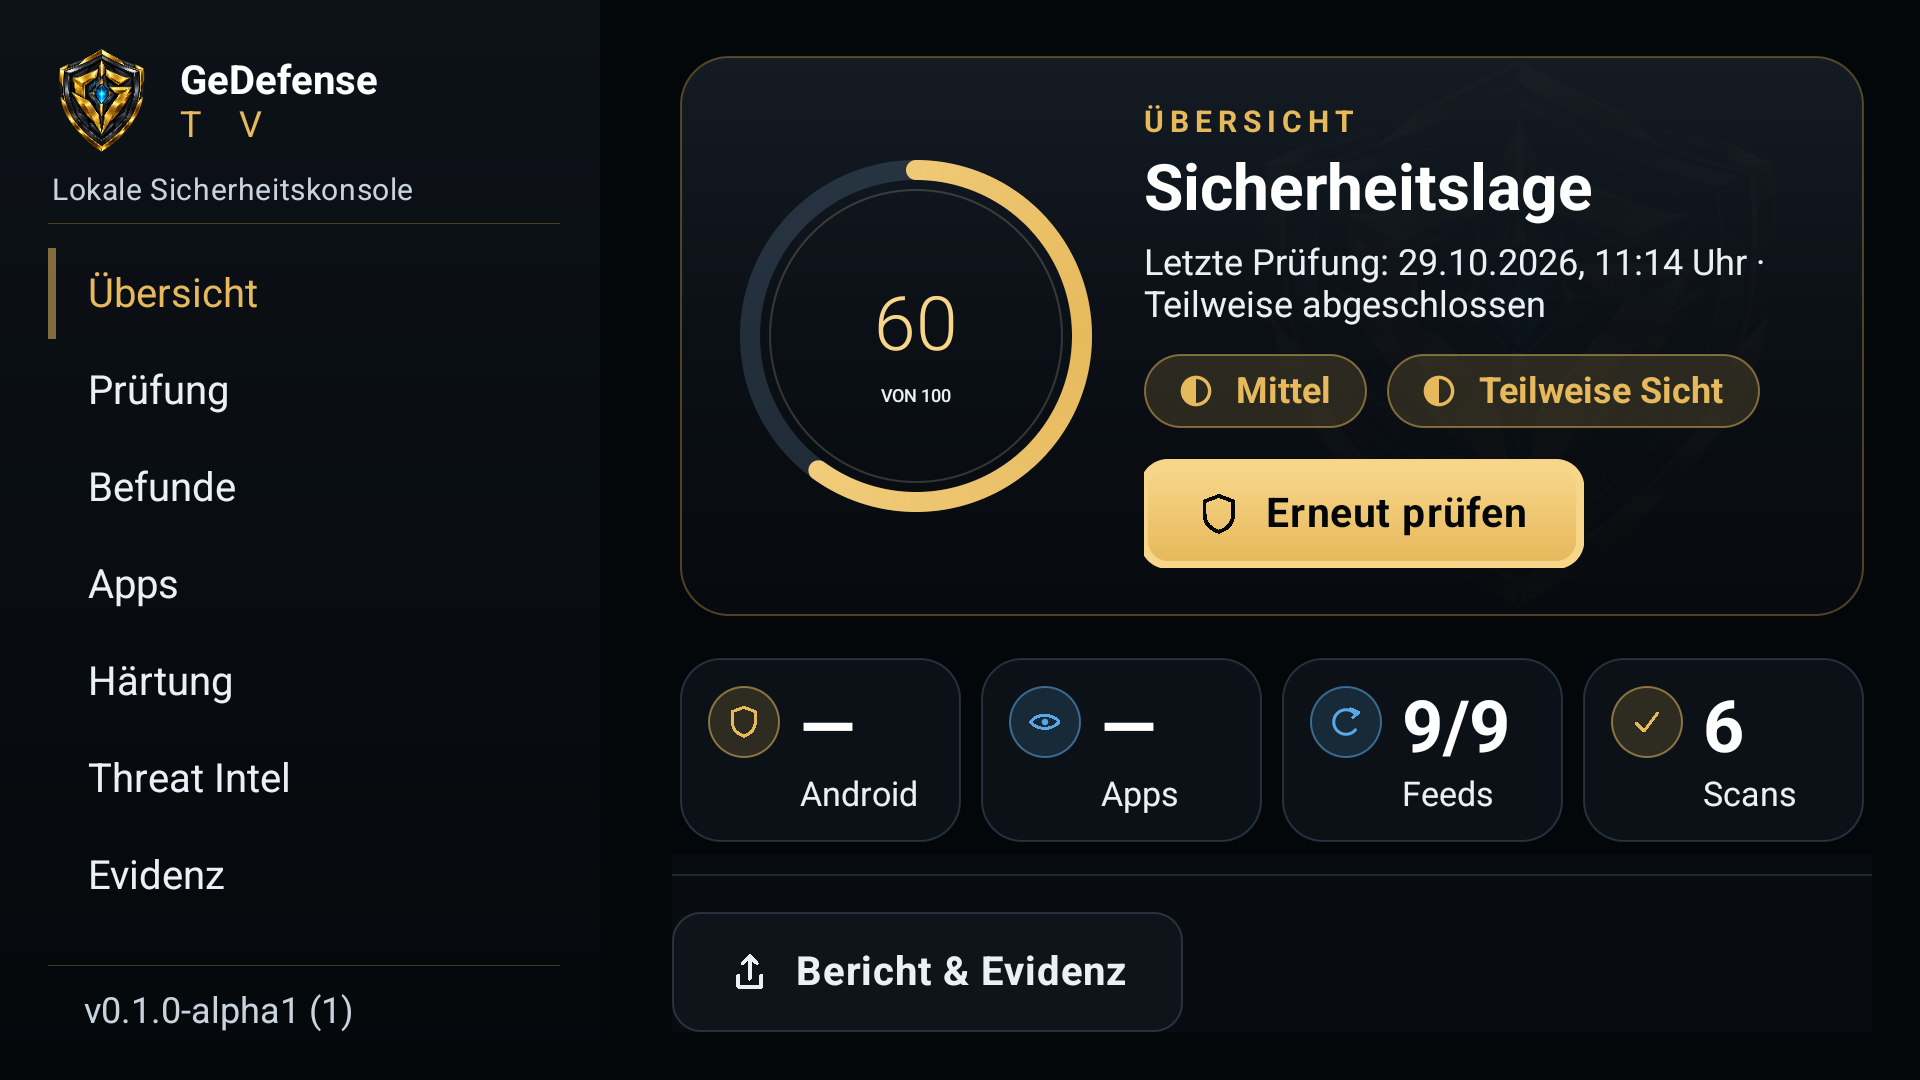 GeDefense
T V
Lokale Sicherheitskonsole
Übersicht
Prüfung
Befunde
Apps
Härtung
Threat Intel
Evidenz
v0.1.0-alpha1 (1)
60
VON 100
ÜBERSICHT
Sicherheitslage
Letzte Prüfung: 29.10.2026, 11:14 Uhr ·
Teilweise abgeschlossen
Mittel
Teilweise Sicht
Erneut prüfen
—
Android
—
Apps
9/9
Feeds
6
Scans
Bericht & Evidenz